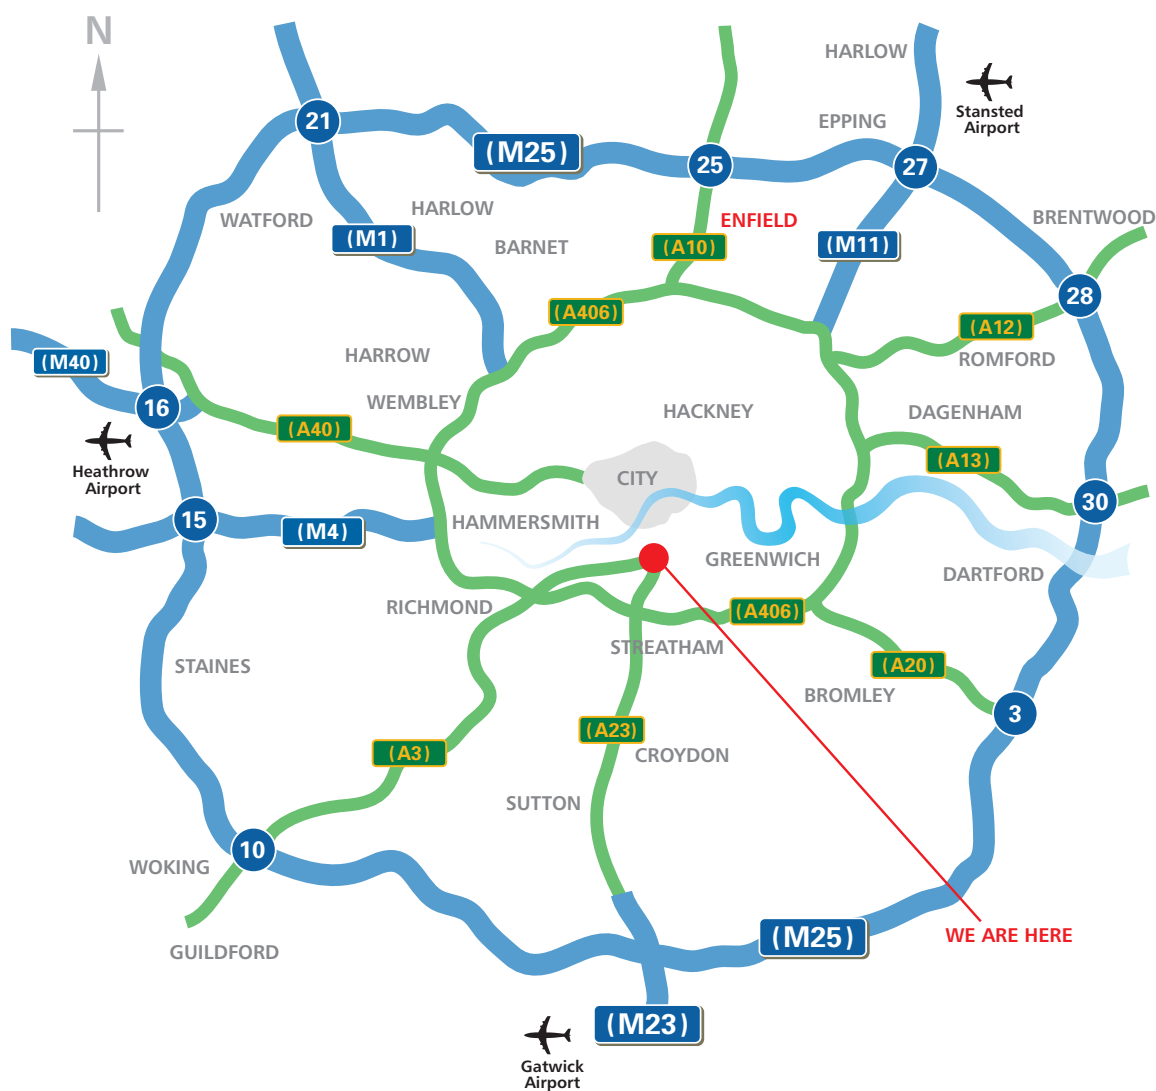 N
HARLOW
Stansted
Airport
21
EPPING
(M25)
25
27
WATFORD
HARLOW
ENFIELD
BRENTWOOD
(M1)
BARNET
(A10)
(M11)
28
(A406)
(A12)
(M40)
HARROW
ROMFORD
16
WEMBLEY
HACKNEY
DAGENHAM
(A40)
Heathrow
Airport
(A13)
CITY
30
15
(M4)
HAMMERSMITH
GREENWICH
DARTFORD
RICHMOND
(A406)
STREATHAM
STAINES
(A20)
BROMLEY
3
(A23)
(A3)
CROYDON
SUTTON
10
WOKING
(M25)
WE ARE HERE
GUILDFORD
(M23)
Gatwick
Airport